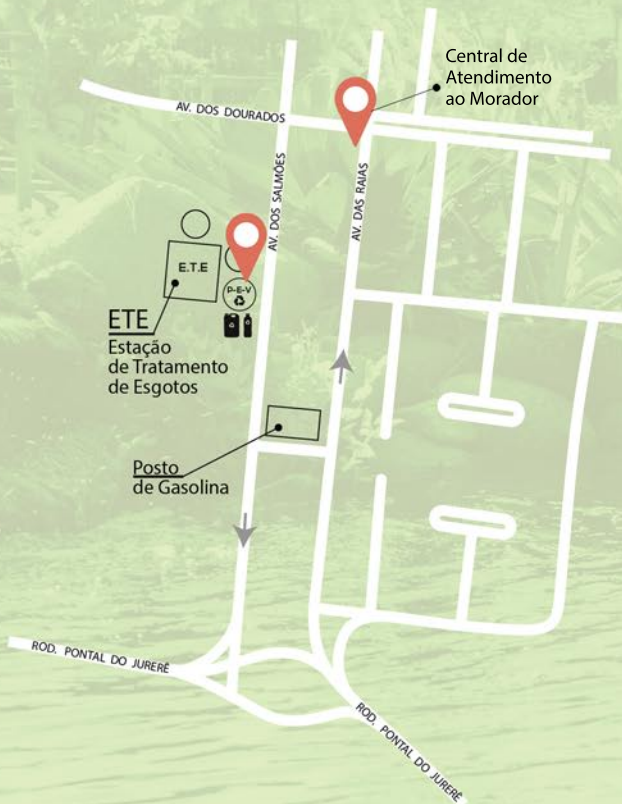 Central de
Atendimento
ao Morador
AV. DOS DOURADOS
AV. DOS SALMÕES
AV. DAS RAIAS
E.T.E
P-E-V
ETE
Estação
de Tratamento
de Esgotos
Posto
de Gasolina
ROD. PONTAL DO JURERÊ
ROD. PONTAL DO JURERÊ